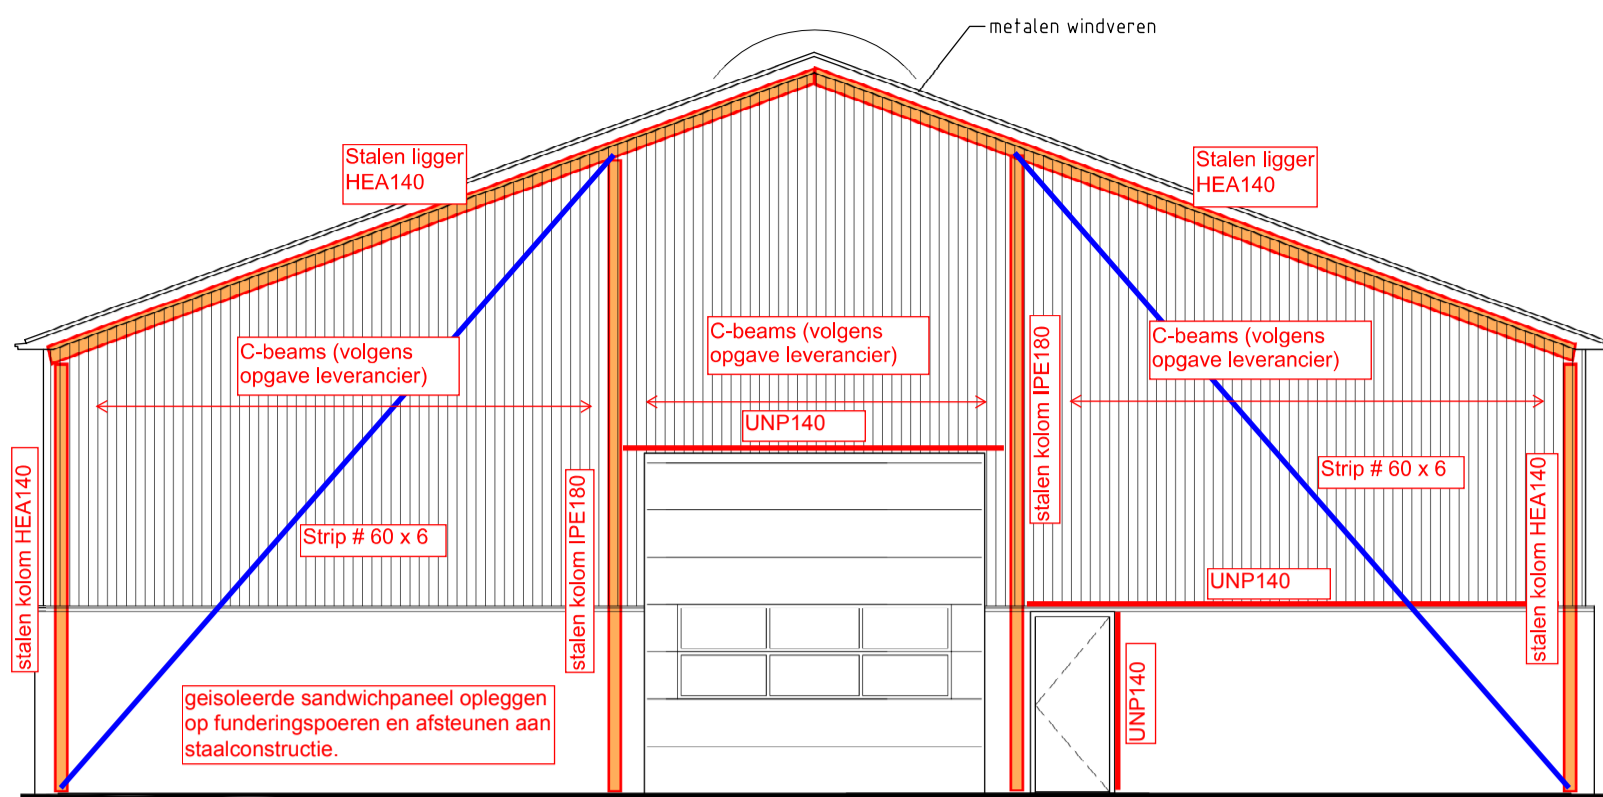 metalen windveren
Stalen ligger
HEA140
Stalen ligger
HEA140
C-beams (volgens
opgave leverancier)
C-beams (volgens
opgave leverancier)
C-beams (volgens
opgave leverancier)
UNP140
stalen kolom IPE180
stalen kolom HEA140
stalen kolom IPE180
Strip # 60 x 6
Strip # 60 x 6
stalen kolom HEA140
UNP140
UNP140
geisoleerde sandwichpaneel opleggen
op funderingspoeren en afsteunen aan
staalconstructie.